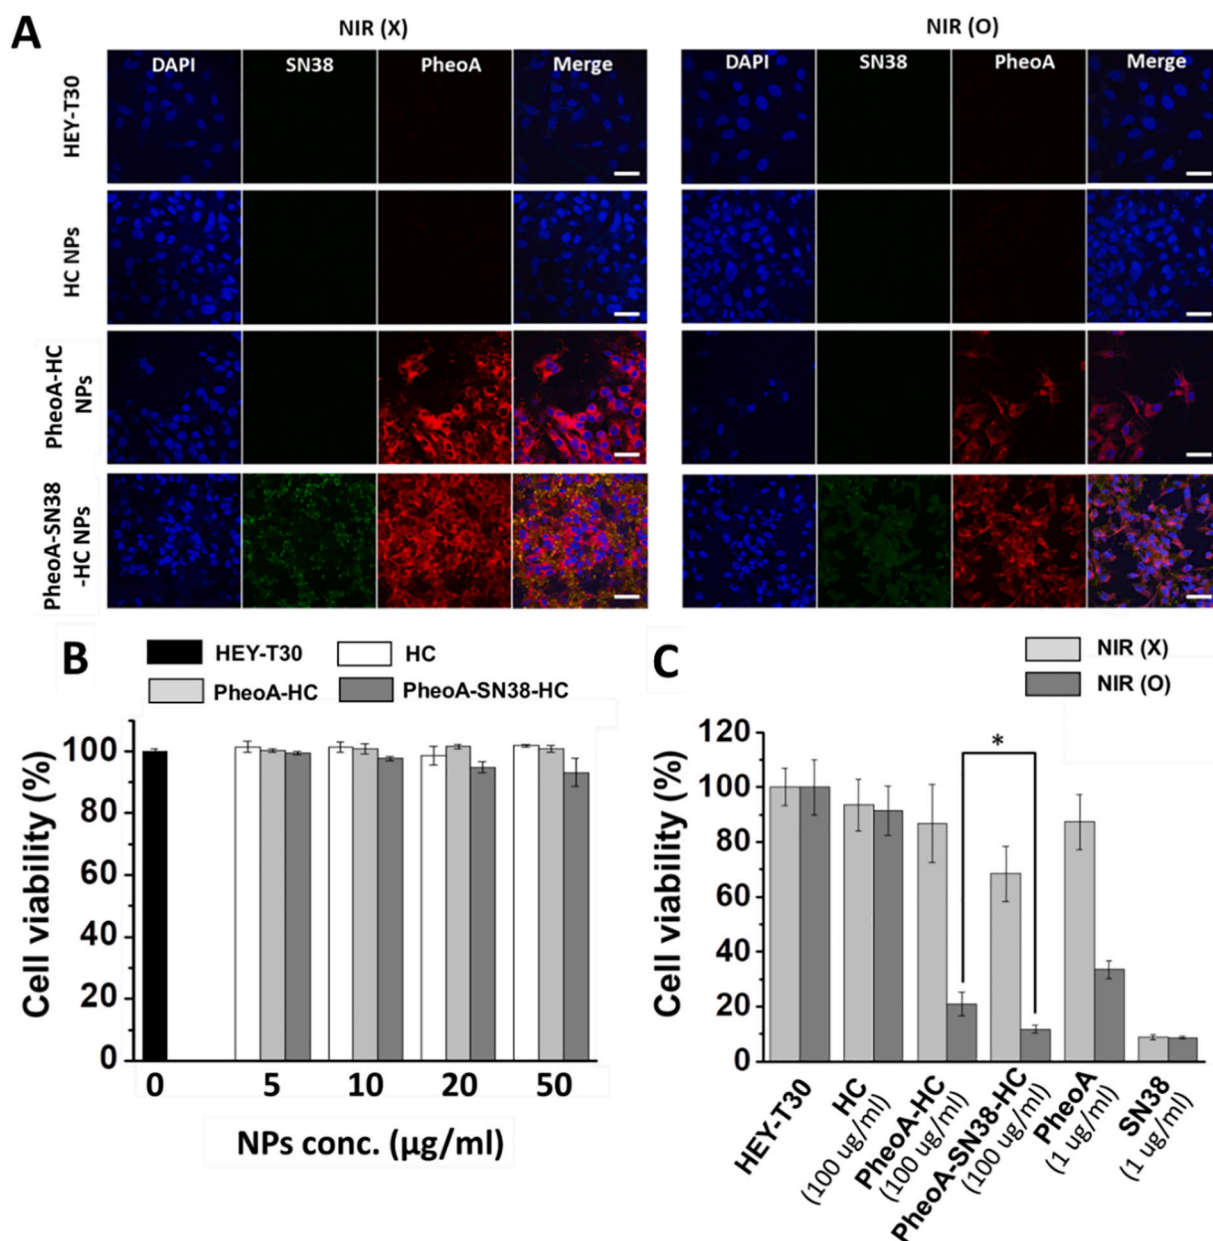 A
NIR (X)
NIR (O)
DAPI SN38 PheoA Merge
DAPI SN38 PheoA Merge
HEY-T30
HC NPs
PheoA-HC
NPs
PheoA-SN38
-HC NPs
B
HEY-T30
HC
PheoA-HC
PheoA-SN38-HC
Cell viability (%)
100
80
60
40
20
0
0 5 10 20 50
NPs conc. (μg/ml)
C
NIR (X)
NIR (O)
*
Cell viability (%)
120
100
80
60
40
20
0
HEY-T30
HC
(100 ug/ml)
PheoA-HC
(100 ug/ml)
PheoA-SN38-HC
(100 ug/ml)
PheoA
(1 ug/ml)
SN38
(1 ug/ml)